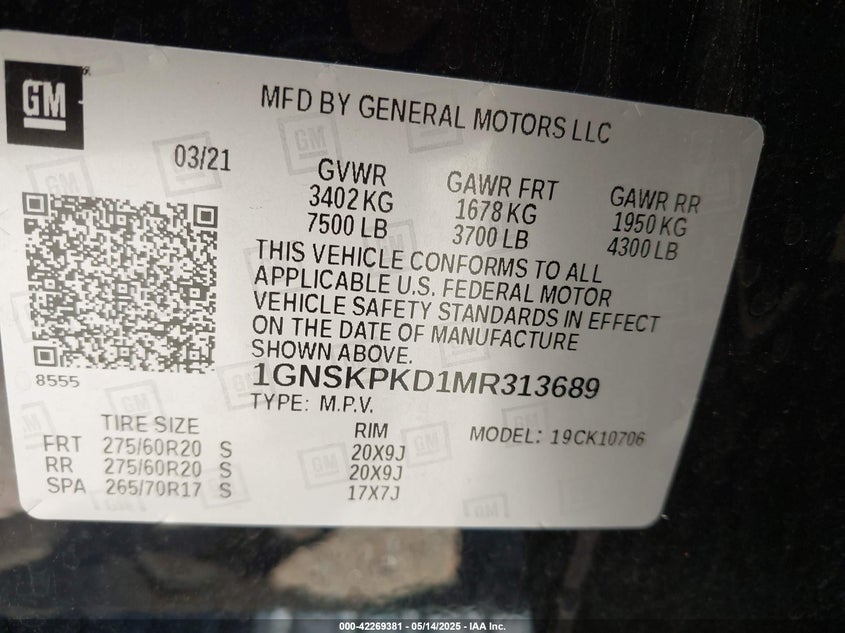 GM
MFD BY GENERAL MOTORS LLC
03/21
GVWR
3402 KG
7500 LB
GAWR FRT
1678 KG
3700 LB
GAWR RR
1950 KG
4300 LB
THIS VEHICLE CONFORMS TO ALL
APPLICABLE U.S. FEDERAL MOTOR
VEHICLE SAFETY STANDARDS IN EFFECT
ON THE DATE OF MANUFACTURE
SHOWN ABOVE.
8555
1GNSKPKD1MR313689
TYPE: M.P.V.
TIRE SIZE
RIM
MODEL: 19CK10706
FRT 275/60R20 S 20X9J
RR 275/60R20 S 20X9J
SPA 265/70R17 S 17X7J
000-42269381 - 05/14/2025 - IAA Inc.